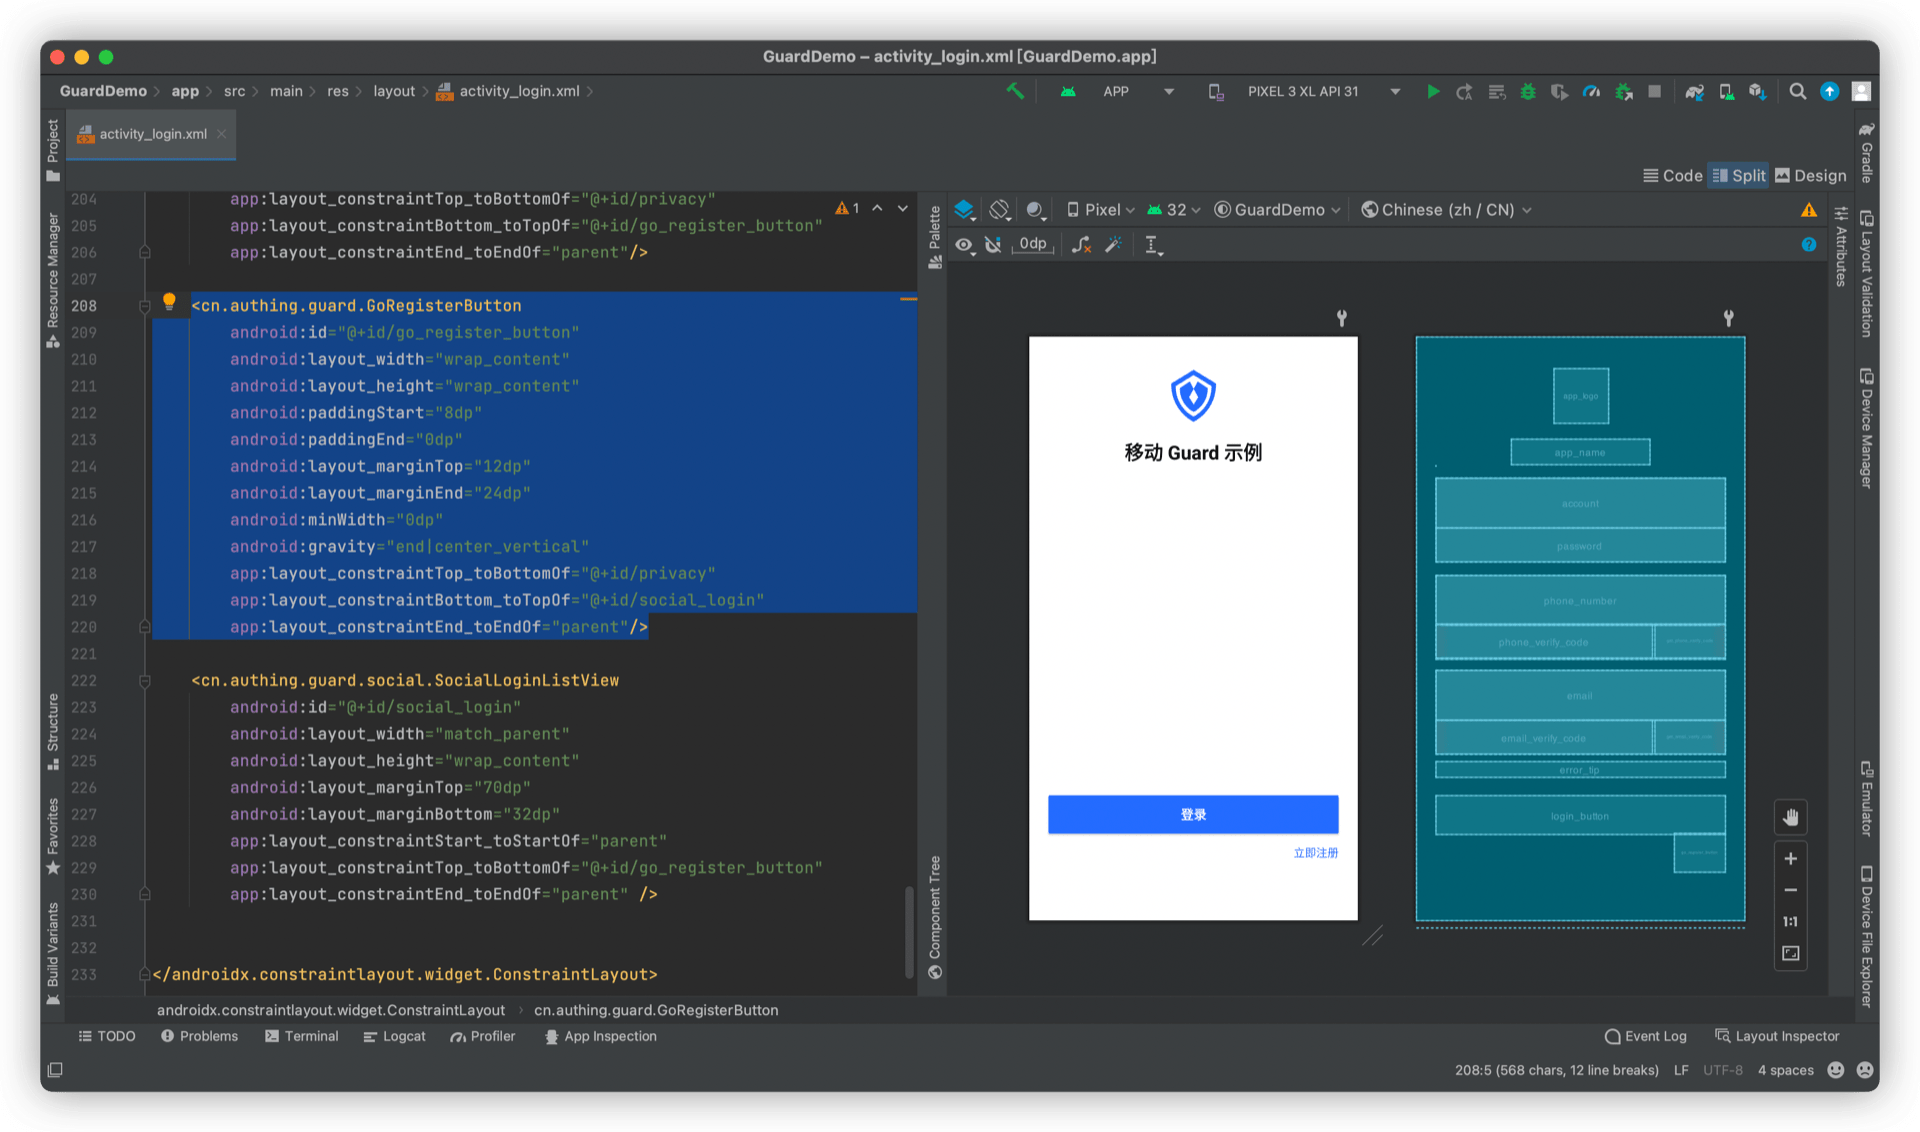 GuardDemo – activity_login.xml [GuardDemo.app]
GuardDemo app src main res layout activity_login.xml
APP PIXEL 3 XL API 31
activity_login.xml
Code Split Design
Project
Resource Manager
Structure
Favorites
Build Variants
204 app:layout_constraintTop_toBottomOf="@+id/privacy"
205 app:layout_constraintBottom_toTopOf="@+id/go_register_button"
206 app:layout_constraintEnd_toEndOf="parent"/>
207
208 <cn.authing.guard.GoRegisterButton
209 android:id="@+id/go_register_button"
210 android:layout_width="wrap_content"
211 android:layout_height="wrap_content"
212 android:paddingStart="8dp"
213 android:paddingEnd="0dp"
214 android:layout_marginTop="12dp"
215 android:layout_marginEnd="24dp"
216 android:minWidth="0dp"
217 android:gravity="end|center_vertical"
218 app:layout_constraintTop_toBottomOf="@+id/privacy"
219 app:layout_constraintBottom_toTopOf="@+id/social_login"
220 app:layout_constraintEnd_toEndOf="parent"/>
221
222 <cn.authing.guard.social.SocialLoginListView
223 android:id="@+id/social_login"
224 android:layout_width="match_parent"
225 android:layout_height="wrap_content"
226 android:layout_marginTop="70dp"
227 android:layout_marginBottom="32dp"
228 app:layout_constraintStart_toStartOf="parent"
229 app:layout_constraintTop_toBottomOf="@+id/go_register_button"
230 app:layout_constraintEnd_toEndOf="parent" />
231
232
233 </androidx.constraintlayout.widget.ConstraintLayout>
1
Palette
Component Tree
Pixel 32 GuardDemo Chinese (zh / CN)
0dp
移动 Guard 示例
登录
立即注册
app_logo
app_name
account
password
phone_number
phone_verify_code
email
email_verify_code
error_tip
login_button
1:1
Attributes
Gradle
Layout Validation
Device Manager
Emulator
Device File Explorer
androidx.constraintlayout.widget.ConstraintLayout cn.authing.guard.GoRegisterButton
TODO Problems Terminal Logcat Profiler App Inspection Event Log Layout Inspector
208:5 (568 chars, 12 line breaks) LF UTF-8 4 spaces